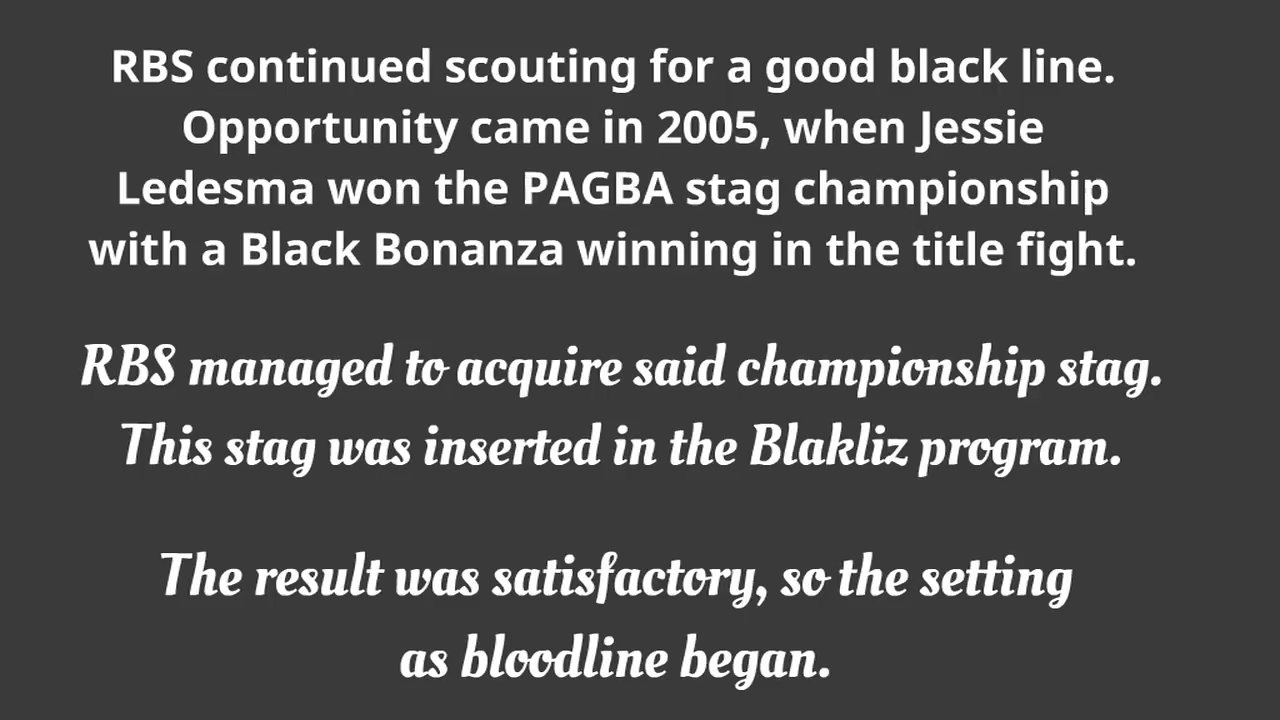 RBS continued scouting for a good black line.
Opportunity came in 2005, when Jessie
Ledesma won the PAGBA stag championship
with a Black Bonanza winning in the title fight.
RBS managed to acquire said championship stag.
This stag was inserted in the Blakliz program.
The result was satisfactory, so the setting
as bloodline began.